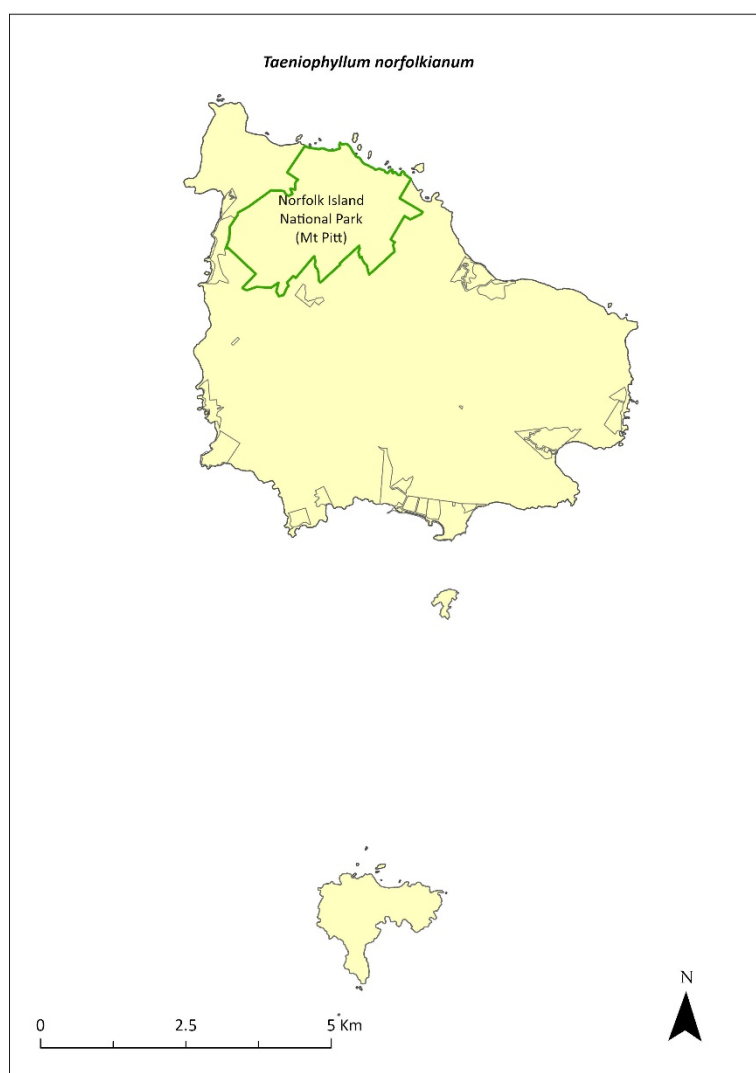 Taeniophyllum norfolkianum
Norfolk Island
National Park
(Mt Pitt)
N
0 2.5 5 Km